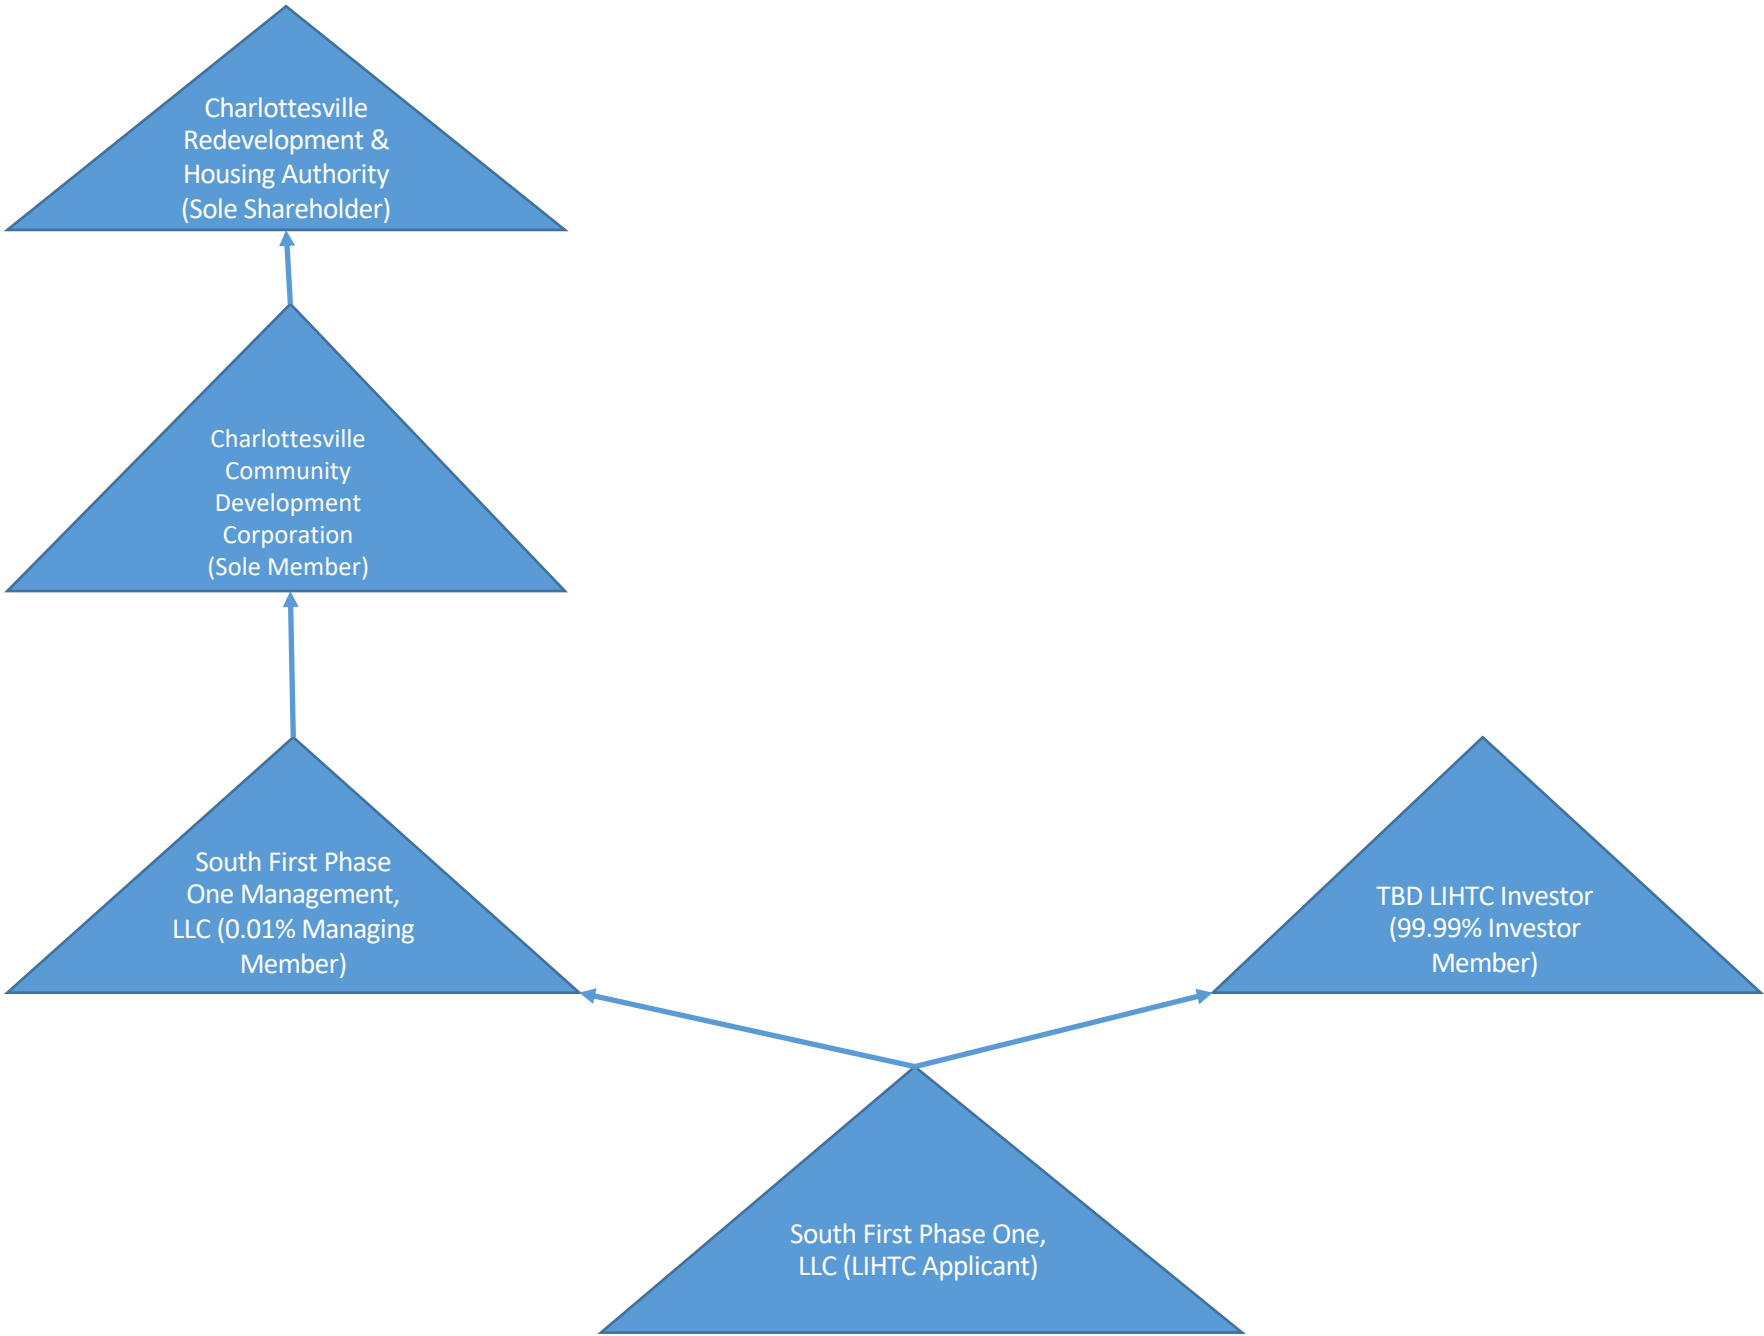 Charlottesville
Redevelopment &
Housing Authority
(Sole Shareholder)
Charlottesville
Community
Development
Corporation
(Sole Member)
South First Phase
One Management,
LLC (0.01% Managing
Member)
TBD LIHTC Investor
(99.99% Investor
Member)
South First Phase One,
LLC (LIHTC Applicant)